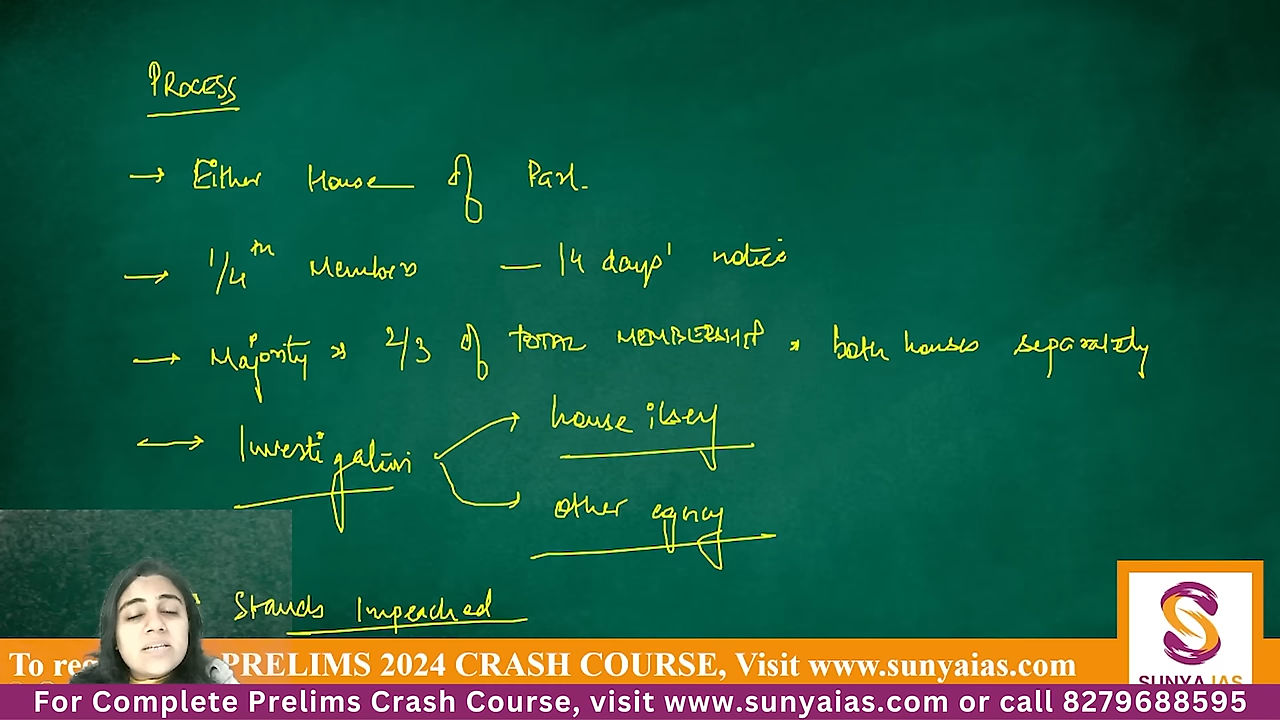 PROCESS
→ Either House of Parl.
→ 1/4th Members — 14 days' notice
→ Majority → 2/3 of TOTAL MEMBERSHIP, both houses separately
→ Investigation
house itself
other agency
Stands Impeached
To reg PRELIMS 2024 CRASH COURSE, Visit www.sunyaias.com
SUNYA IAS
For Complete Prelims Crash Course, visit www.sunyaias.com or call 8279688595